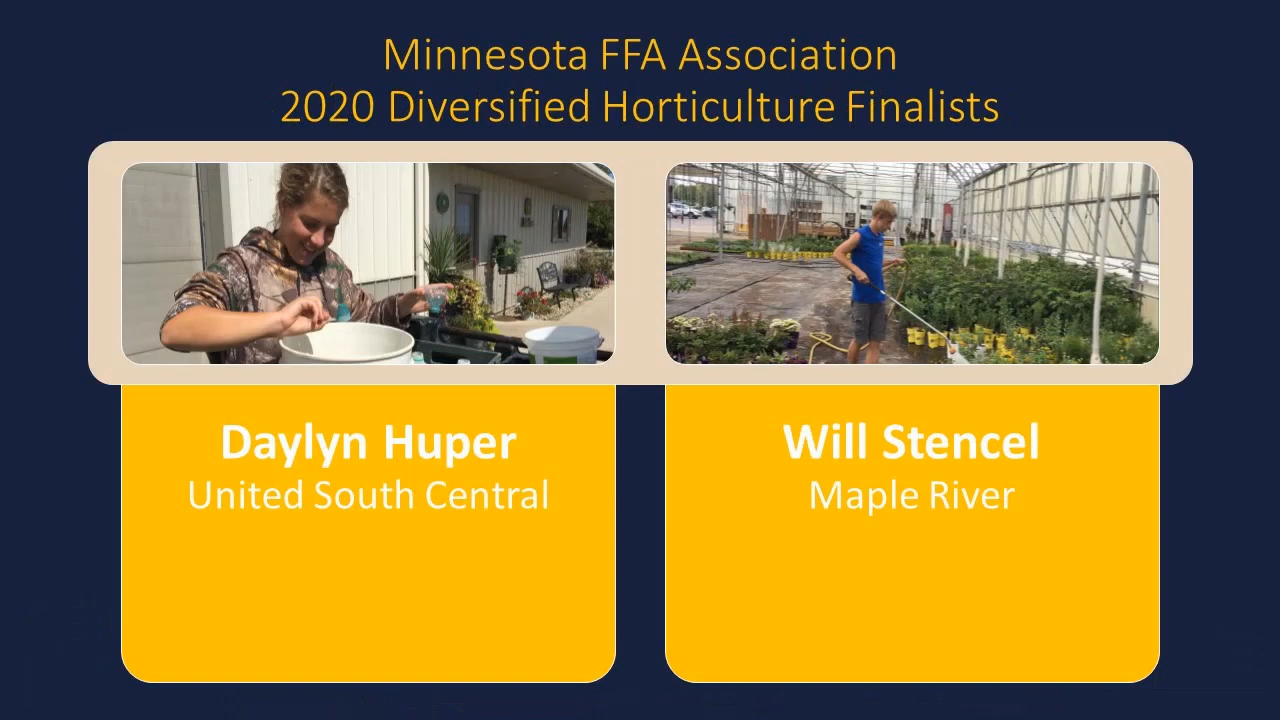 Minnesota FFA Association
2020 Diversified Horticulture Finalists
Daylyn Huper
United South Central
Will Stencel
Maple River